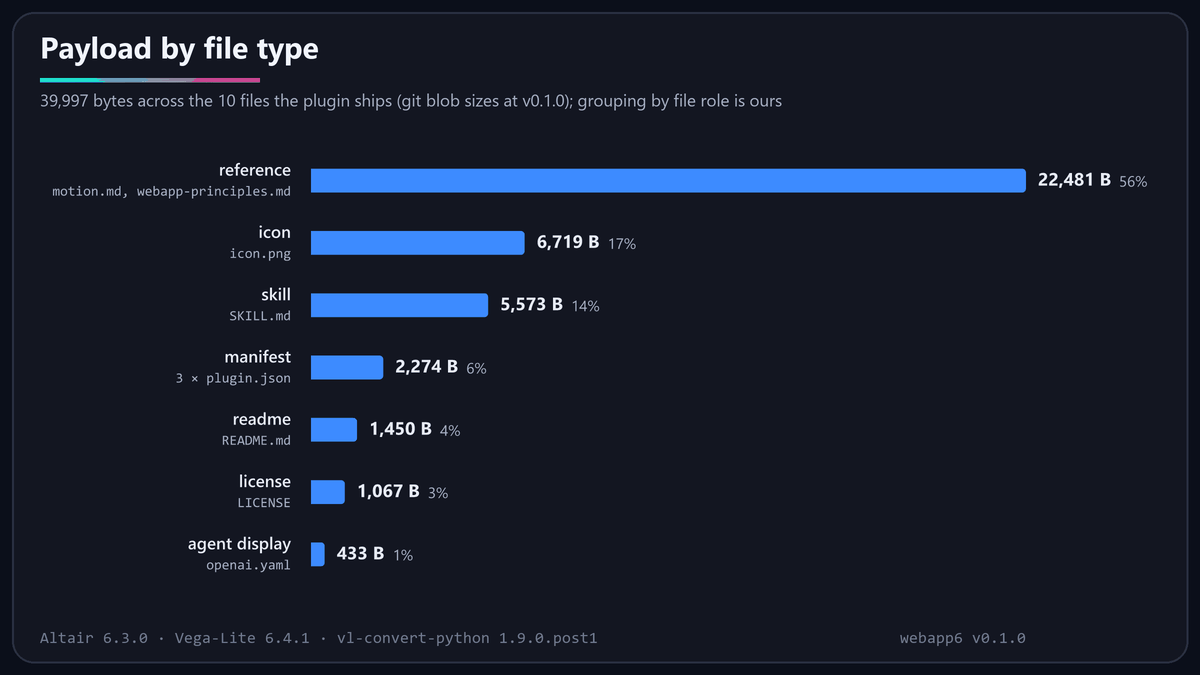 Payload by file type
39,997 bytes across the 10 files the plugin ships (git blob sizes at v0.1.0); grouping by file role is ours
reference
motion.md, webapp-principles.md
22,481 B 56%
icon
icon.png
6,719 B 17%
skill
SKILL.md
5,573 B 14%
manifest
3 × plugin.json
2,274 B 6%
readme
README.md
1,450 B 4%
license
LICENSE
1,067 B 3%
agent display
openai.yaml
433 B 1%
Altair 6.3.0 · Vega-Lite 6.4.1 · vl-convert-python 1.9.0.post1
webapp6 v0.1.0